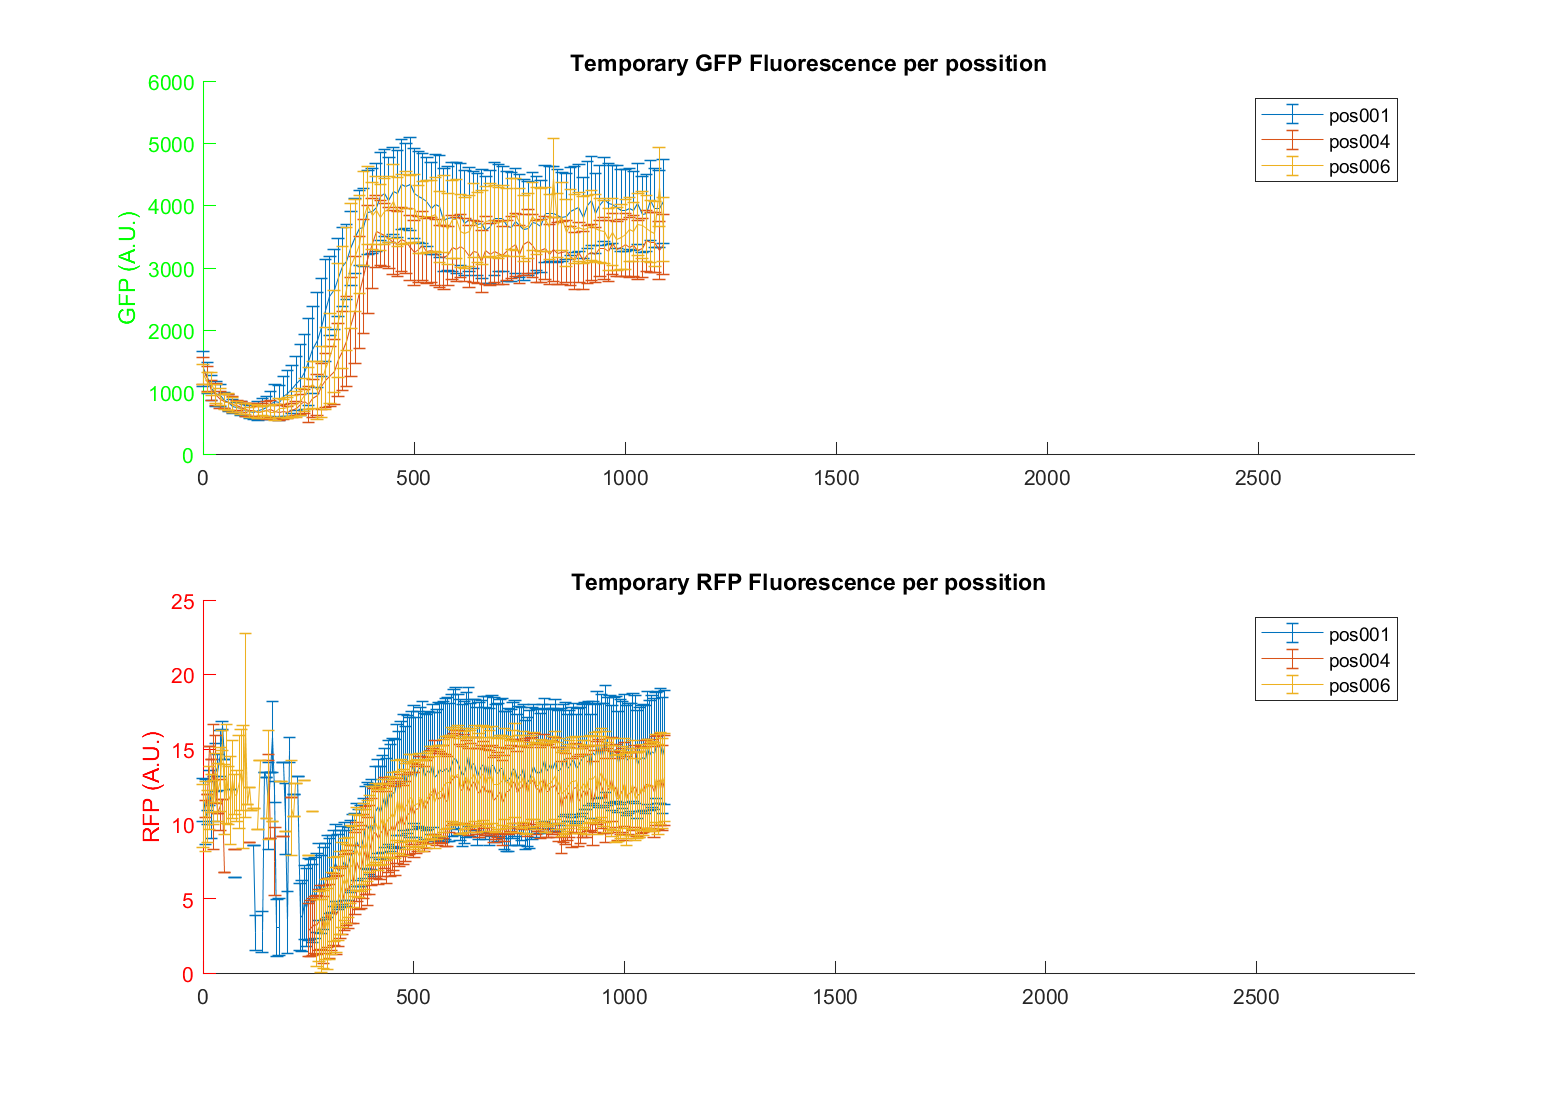 Temporary GFP Fluorescence per possition
6000
5000
4000
3000
2000
1000
0
GFP (A.U.)
0 500 1000 1500 2000 2500
pos001
pos004
pos006
Temporary RFP Fluorescence per possition
25
20
15
10
5
0
RFP (A.U.)
0 500 1000 1500 2000 2500
pos001
pos004
pos006